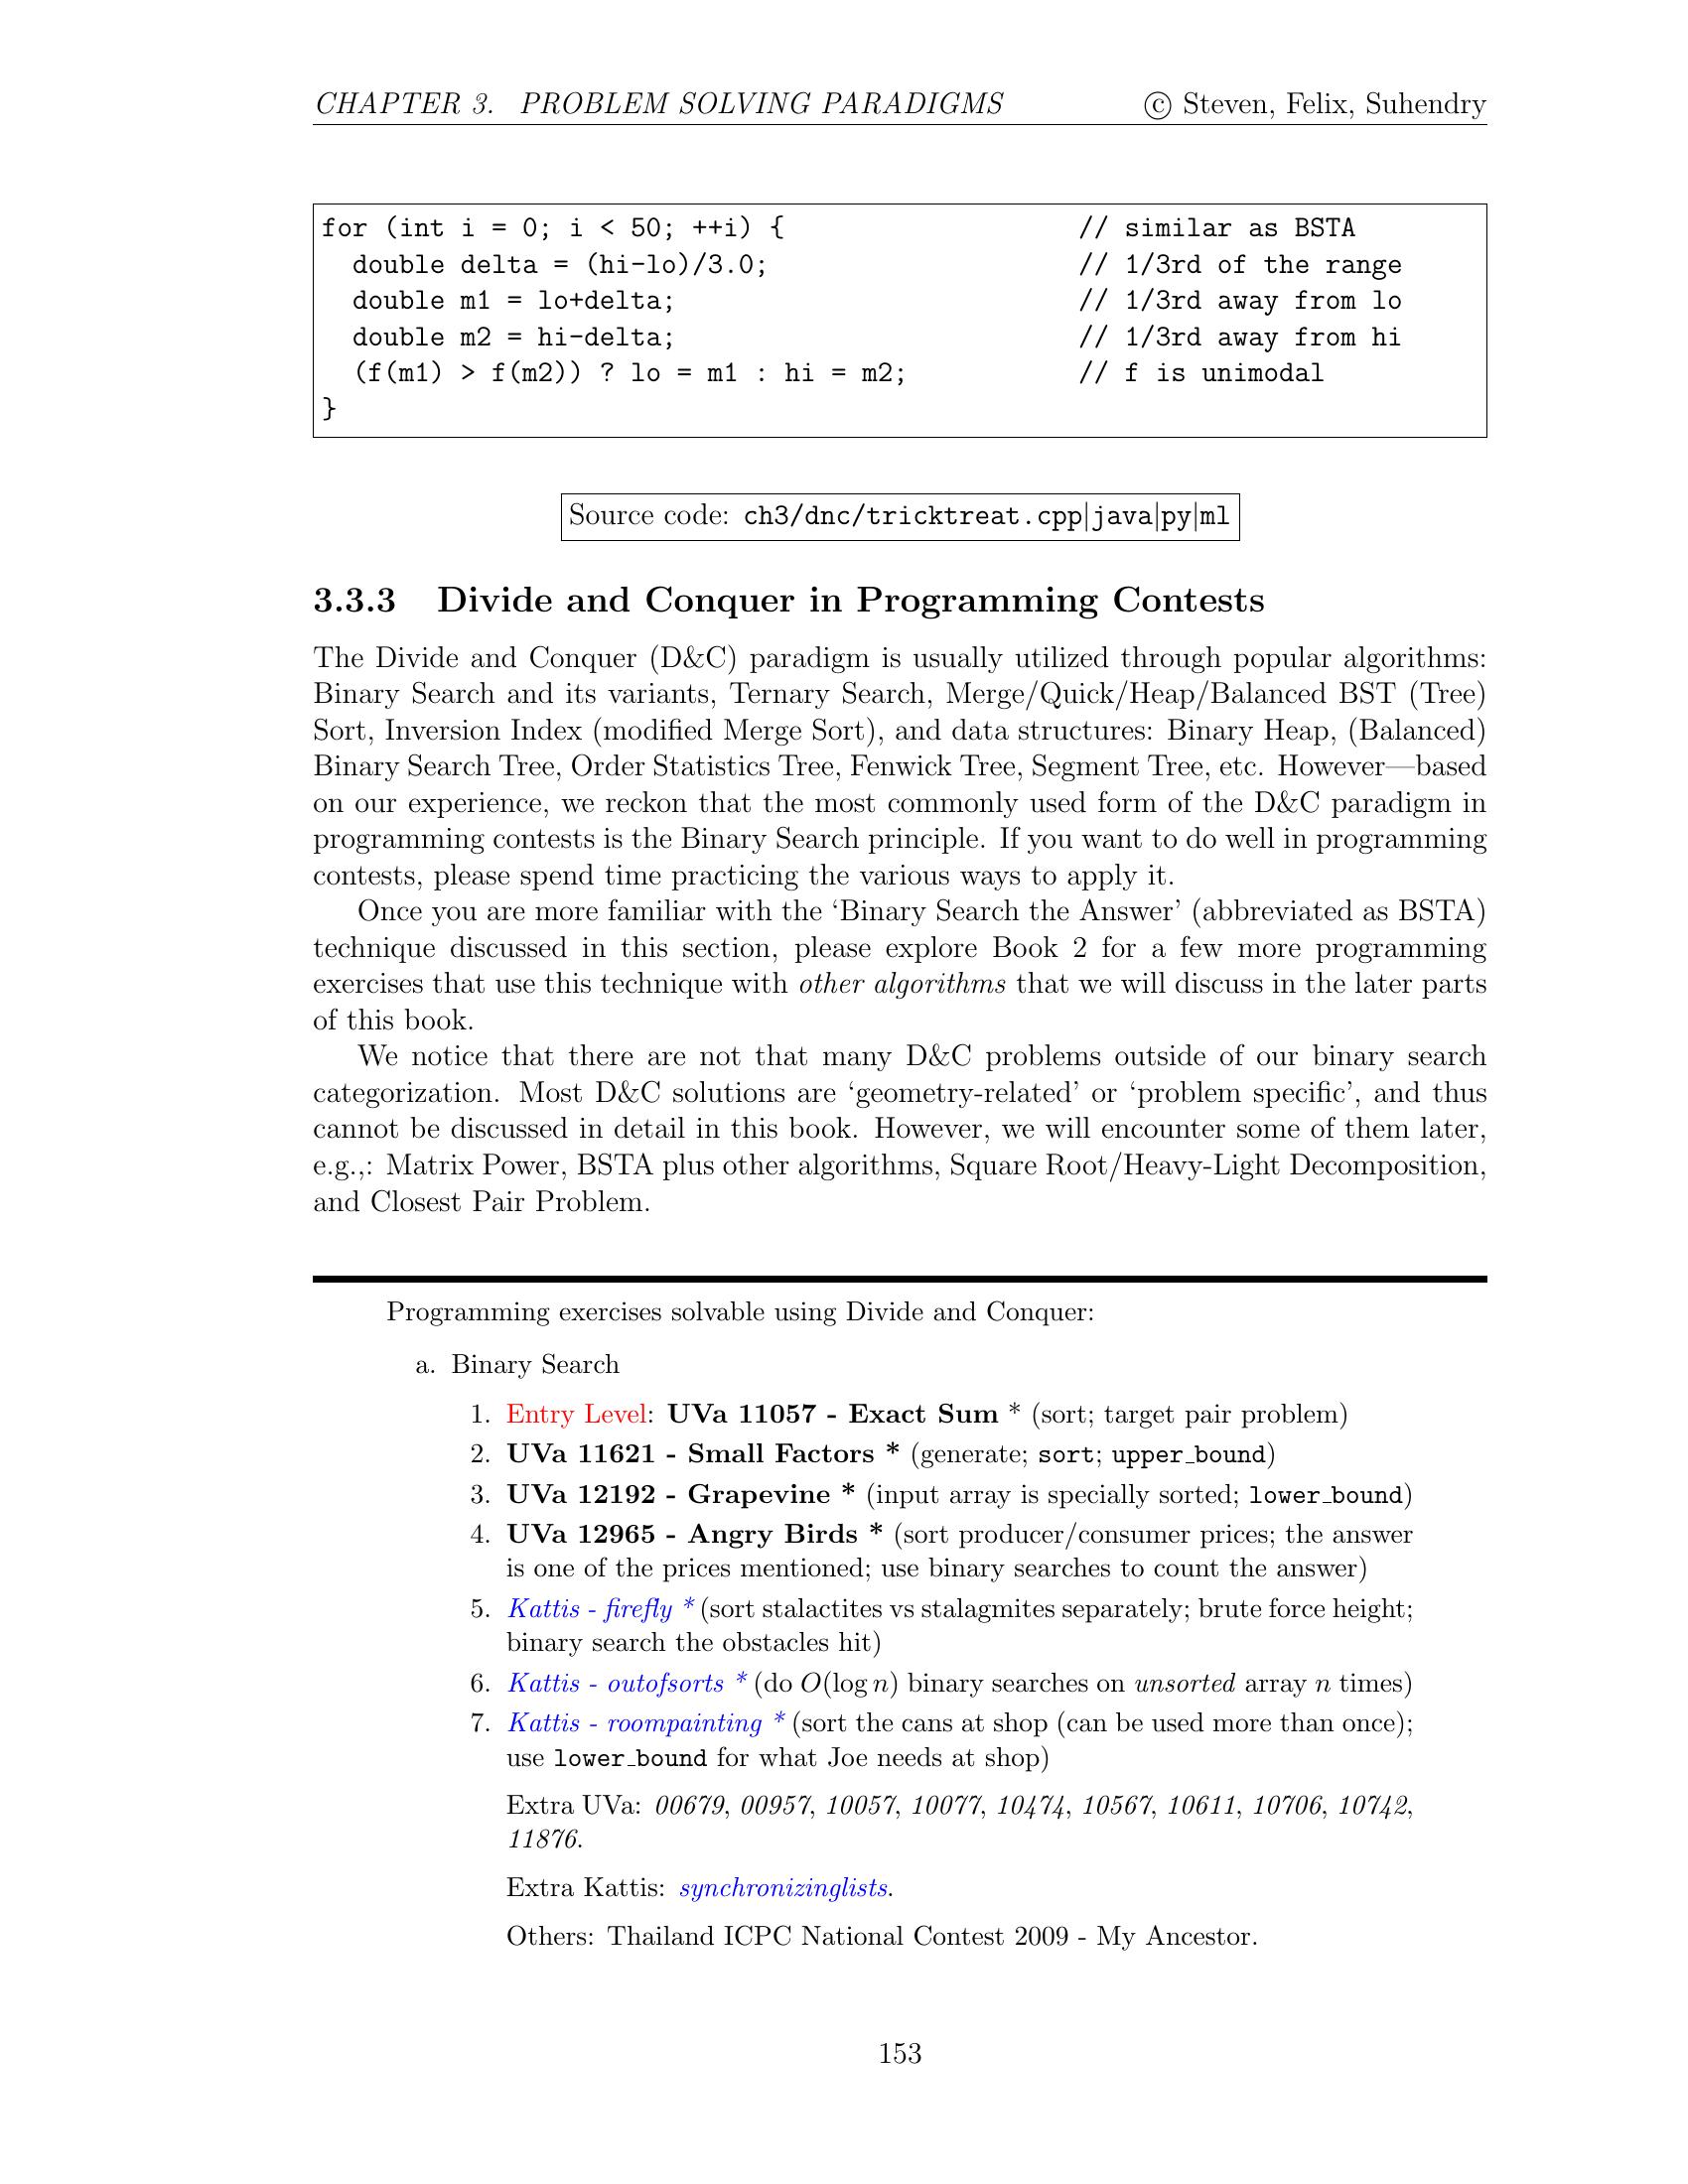 CHAPTER 3. PROBLEM SOLVING PARADIGMS © Steven, Felix, Suhendry
for (int i = 0; i < 50; ++i) { // similar as BSTA
  double delta = (hi-lo)/3.0; // 1/3rd of the range
  double m1 = lo+delta; // 1/3rd away from lo
  double m2 = hi-delta; // 1/3rd away from hi
  (f(m1) > f(m2)) ? lo = m1 : hi = m2; // f is unimodal
}
Source code: ch3/dnc/tricktreat.cpp|java|py|ml
3.3.3 Divide and Conquer in Programming Contests
The Divide and Conquer (D&C) paradigm is usually utilized through popular algorithms:
Binary Search and its variants, Ternary Search, Merge/Quick/Heap/Balanced BST (Tree)
Sort, Inversion Index (modified Merge Sort), and data structures: Binary Heap, (Balanced)
Binary Search Tree, Order Statistics Tree, Fenwick Tree, Segment Tree, etc. However—based
on our experience, we reckon that the most commonly used form of the D&C paradigm in
programming contests is the Binary Search principle. If you want to do well in programming
contests, please spend time practicing the various ways to apply it.
Once you are more familiar with the ‘Binary Search the Answer’ (abbreviated as BSTA)
technique discussed in this section, please explore Book 2 for a few more programming
exercises that use this technique with other algorithms that we will discuss in the later parts
of this book.
We notice that there are not that many D&C problems outside of our binary search
categorization. Most D&C solutions are ‘geometry-related’ or ‘problem specific’, and thus
cannot be discussed in detail in this book. However, we will encounter some of them later,
e.g.,: Matrix Power, BSTA plus other algorithms, Square Root/Heavy-Light Decomposition,
and Closest Pair Problem.
Programming exercises solvable using Divide and Conquer:
a. Binary Search
1. Entry Level: UVa 11057 - Exact Sum * (sort; target pair problem)
2. UVa 11621 - Small Factors * (generate; sort; upper_bound)
3. UVa 12192 - Grapevine * (input array is specially sorted; lower_bound)
4. UVa 12965 - Angry Birds * (sort producer/consumer prices; the answer
is one of the prices mentioned; use binary searches to count the answer)
5. Kattis - firefly * (sort stalactites vs stalagmites separately; brute force height;
binary search the obstacles hit)
6. Kattis - outofsorts * (do O(log n) binary searches on unsorted array n times)
7. Kattis - roompainting * (sort the cans at shop (can be used more than once);
use lower_bound for what Joe needs at shop)
Extra UVa: 00679, 00957, 10057, 10077, 10474, 10567, 10611, 10706, 10742,
11876.
Extra Kattis: synchronizinglists.
Others: Thailand ICPC National Contest 2009 - My Ancestor.
153